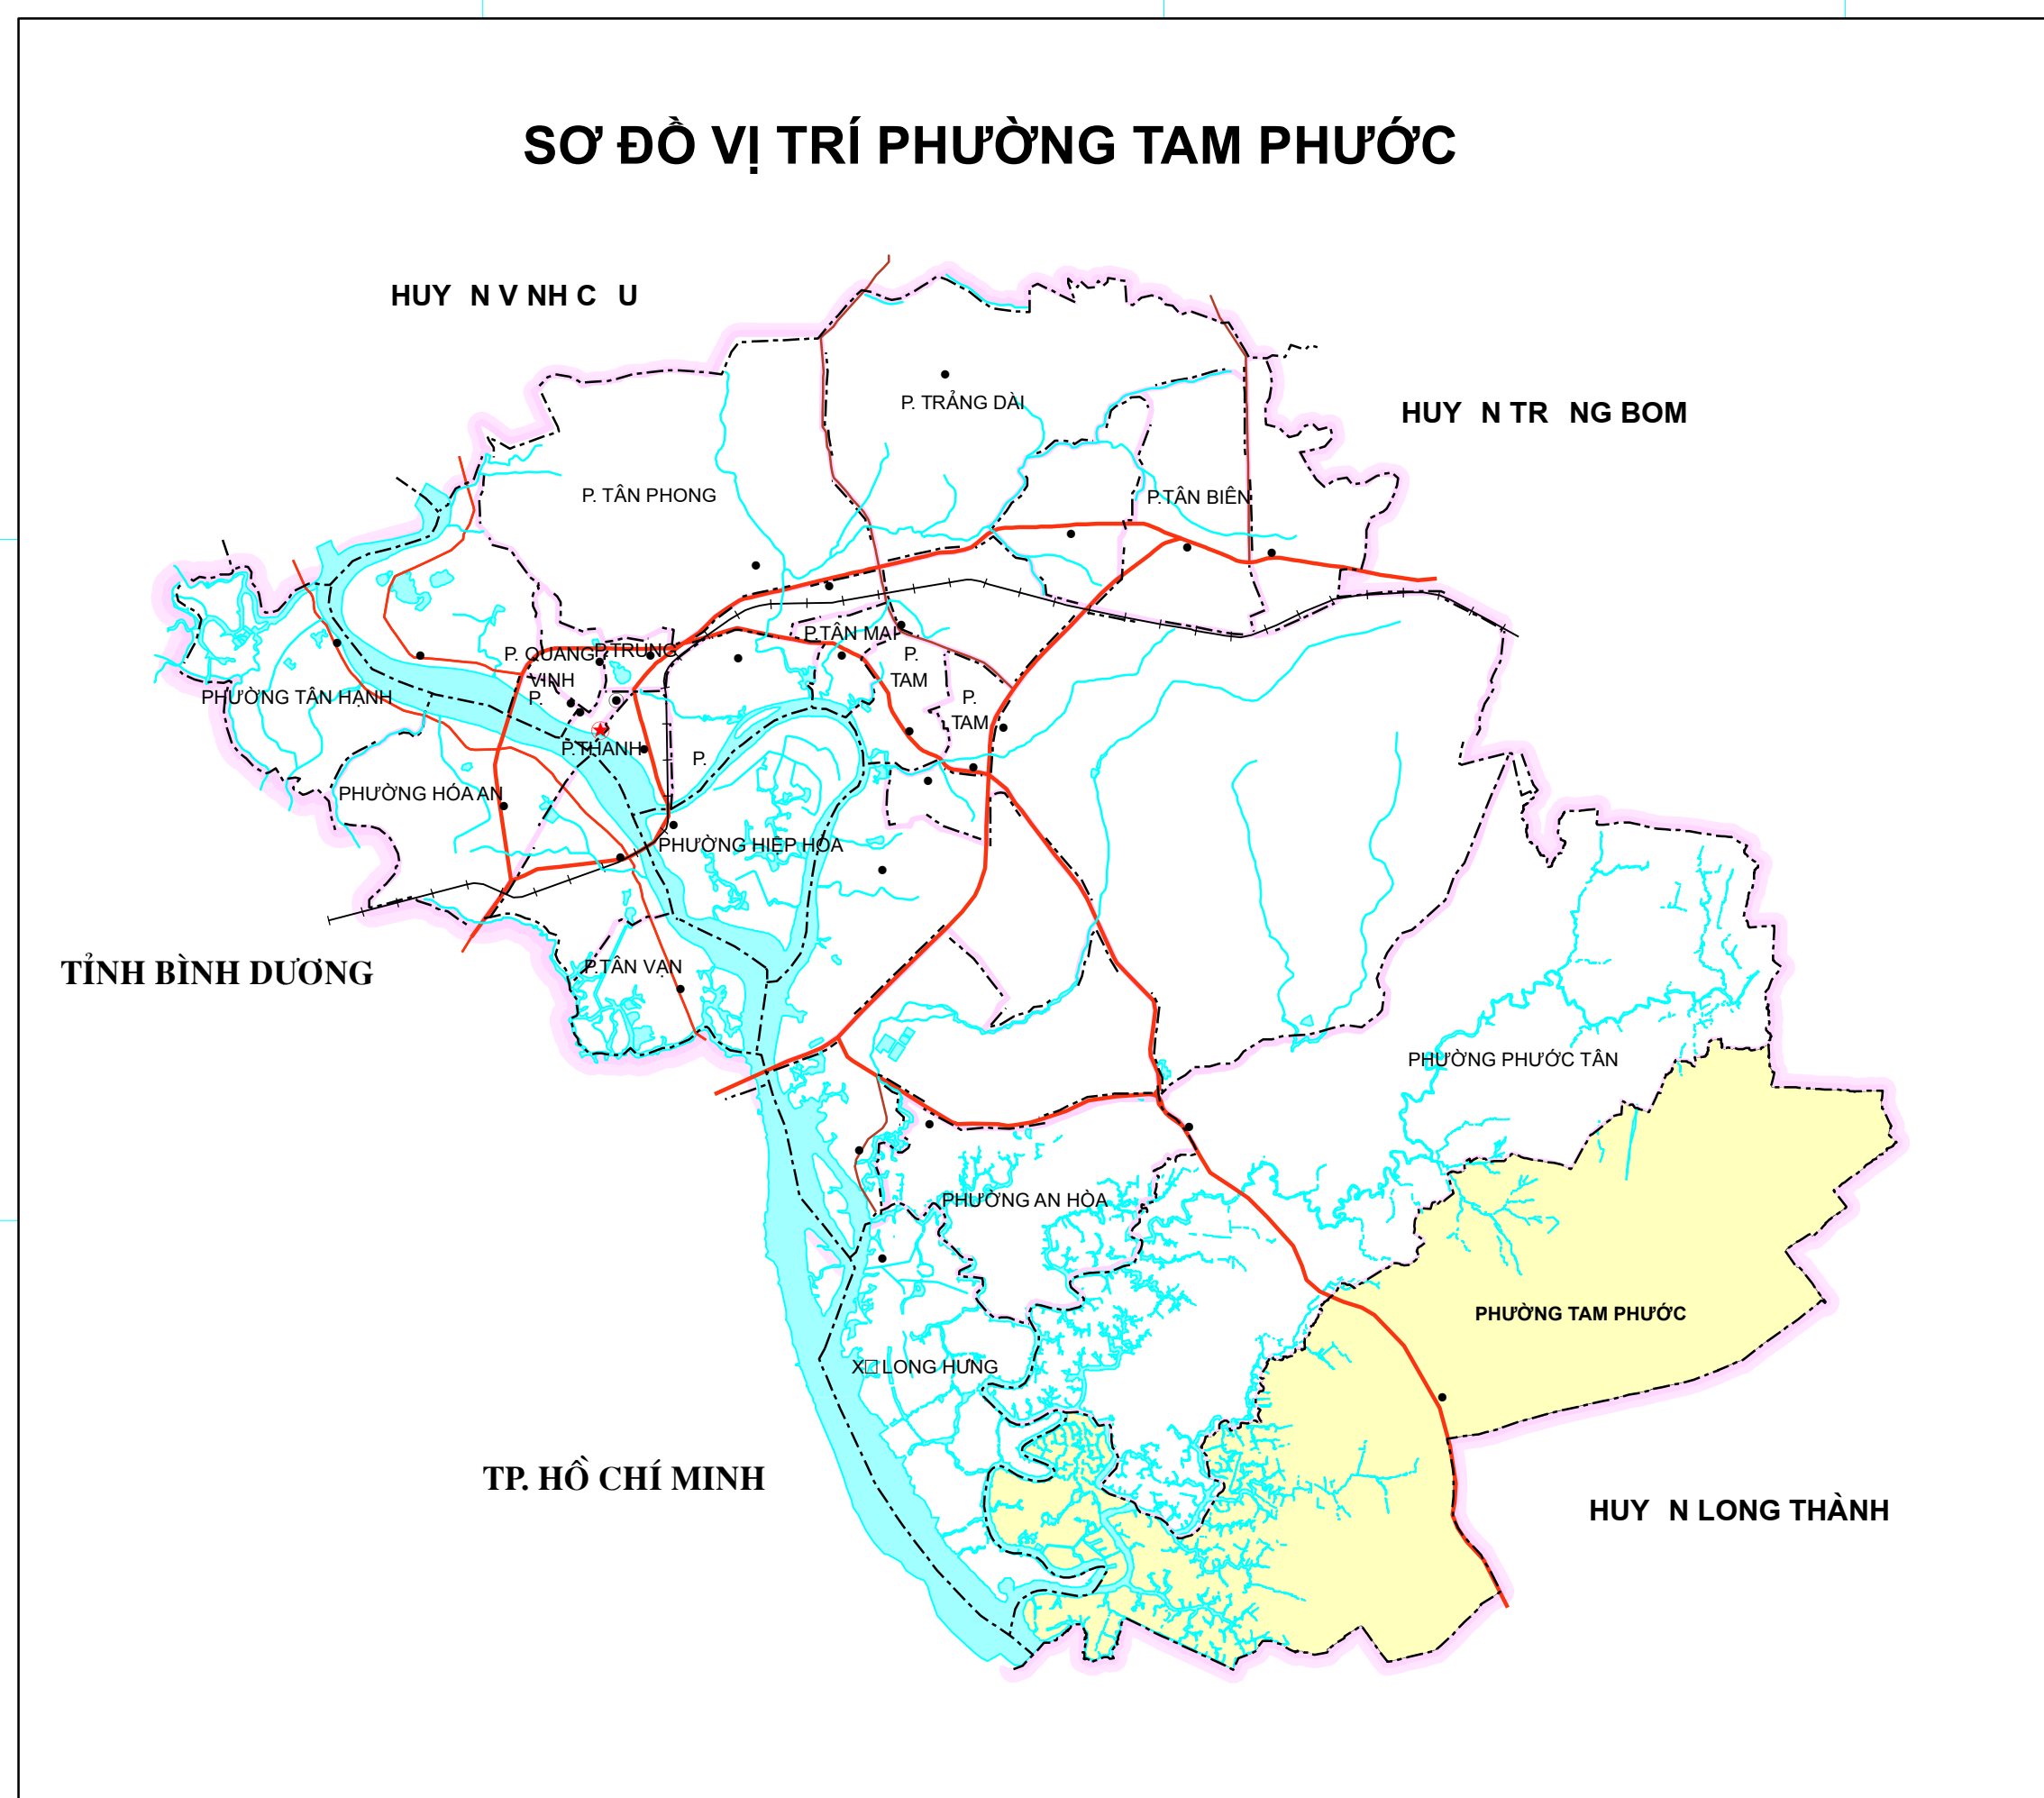 SƠ ĐỒ VỊ TRÍ PHƯỜNG TAM PHƯỚC
HUY N V NH C U
HUY N TR NG BOM
P. TRẢNG DÀI
P. TÂN PHONG
P.TÂN BIÊN
P.TÂN MAI
P. QUANG
VINH
P.TRUNG
P.
TAM
P.
TAM
P.
PHƯỜNG TÂN HẠNH
P.THANH
P.
PHƯỜNG HÓA AN
PHƯỜNG HIỆP HÒA
TỈNH BÌNH DƯƠNG
P.TÂN VẠN
PHƯỜNG PHƯỚC TÂN
PHƯỜNG AN HÒA
PHƯỜNG TAM PHƯỚC
X□ LONG HƯNG
TP. HỒ CHÍ MINH
HUY N LONG THÀNH